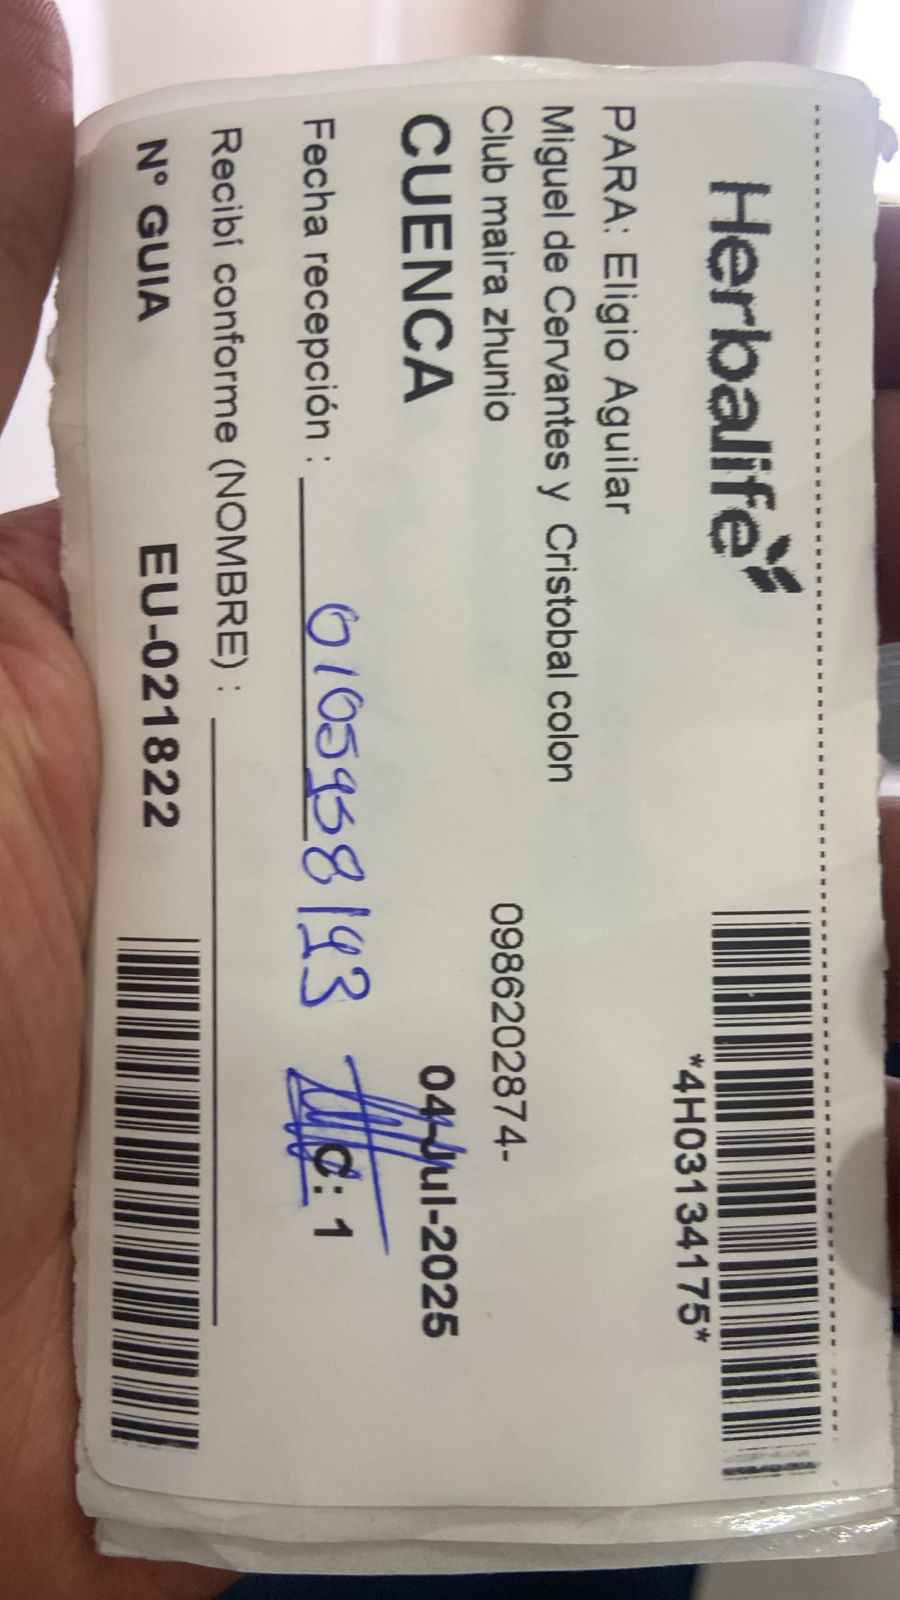 Herbalife
*4H03134175*
PARA: Eligio Aguilar
Miguel de Cervantes y Cristobal colon
Club maira zhunio 0986202874-
CUENCA 04-Jul-2025
Fecha recepción : 0105958193
C: 1
Recibí conforme (NOMBRE) :
N° GUIA EU-021822